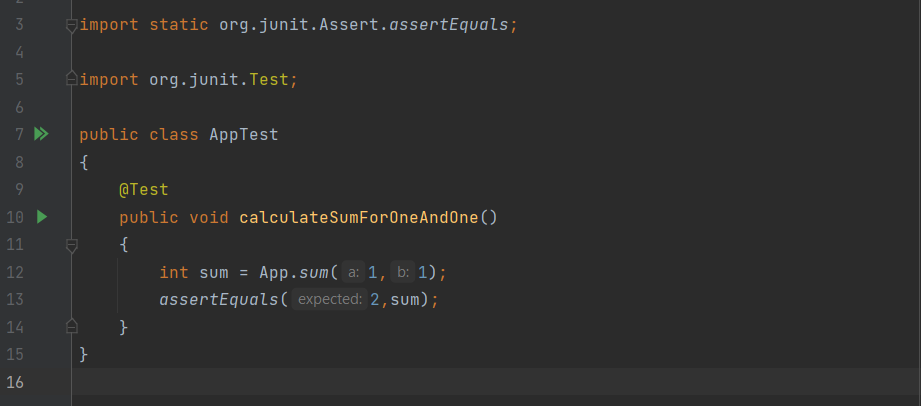 3 import static org.junit.Assert.assertEquals;
4
5 import org.junit.Test;
6
7 public class AppTest
8 {
9 @Test
10 public void calculateSumForOneAndOne()
11 {
12 int sum = App.sum( a: 1, b: 1);
13 assertEquals( expected: 2,sum);
14 }
15 }
16